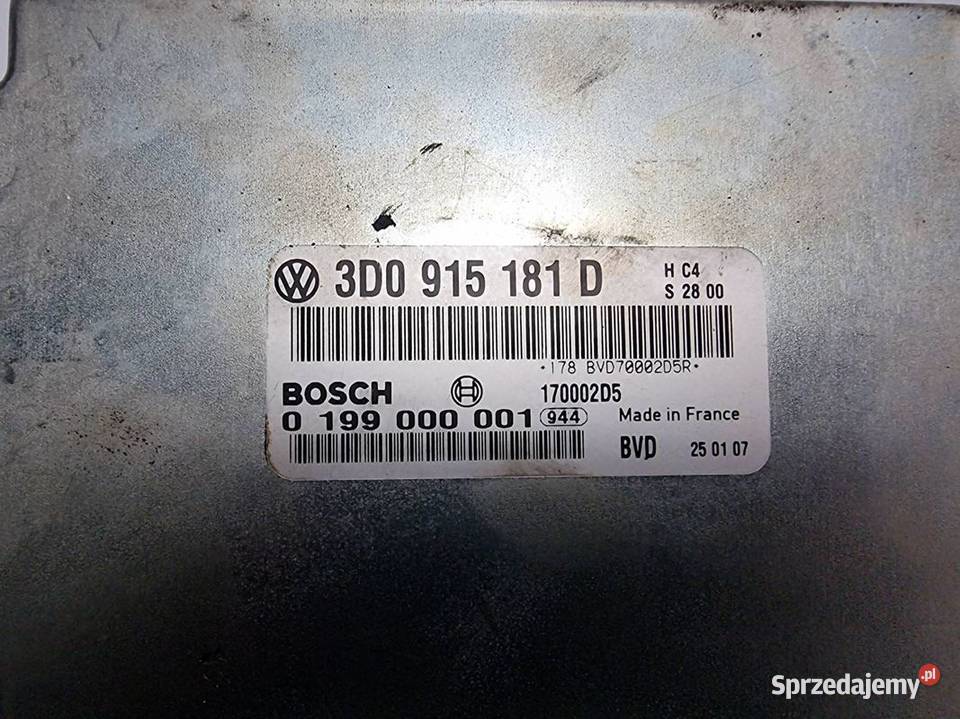 VW 3D0 915 181 D H C4
S 28 00
·178 BVD70002D5R·
BOSCH 170002D5
0 199 000 001 944 Made in France
BVD 25 01 07
Sprzedajemy.pl